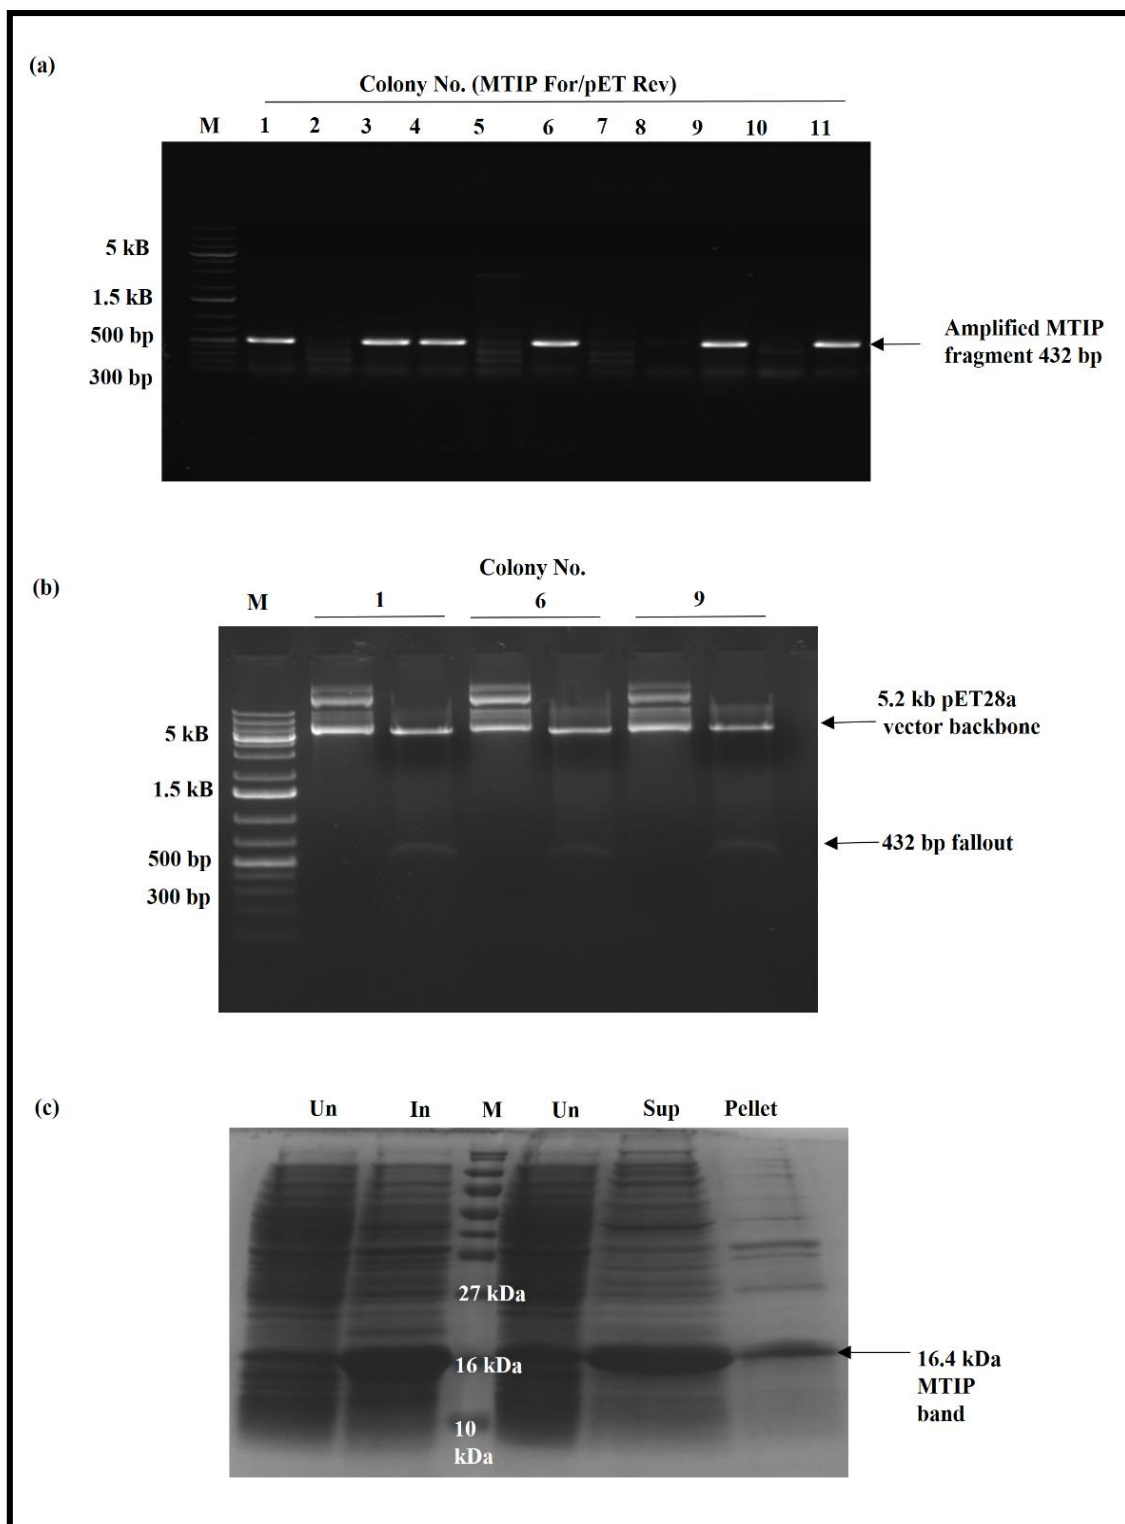 (a)
Colony No. (MTIP For/pET Rev)
M 1 2 3 4 5 6 7 8 9 10 11
5 kB
1.5 kB
500 bp
300 bp
Amplified MTIP
fragment 432 bp
(b)
Colony No.
M 1 6 9
5 kB
1.5 kB
500 bp
300 bp
5.2 kb pET28a
vector backbone
432 bp fallout
(c)
Un In M Un Sup Pellet
27 kDa
16 kDa
10
kDa
16.4 kDa
MTIP
band